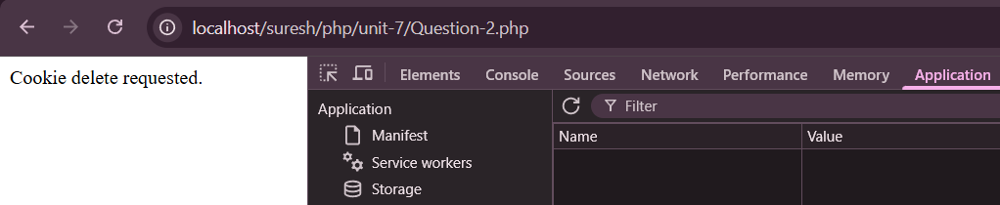 localhost/suresh/php/unit-7/Question-2.php
Cookie delete requested.
Elements Console Sources Network Performance Memory Application
Application
Filter
Manifest
Name Value
Service workers
Storage